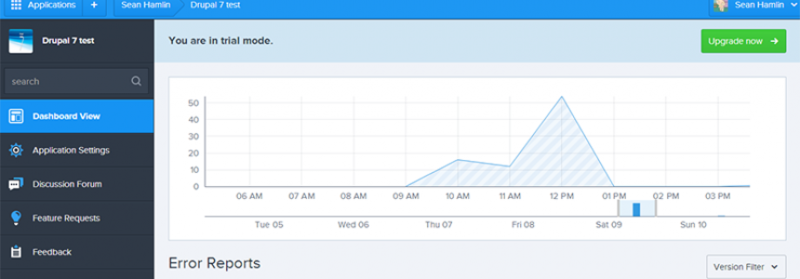 Applications + Sean Hamlin Drupal 7 test Sean Hamlin
Drupal 7 test
You are in trial mode. Upgrade now →
search
Dashboard View
Application Settings
Discussion Forum
Feature Requests
Feedback
50
40
30
20
10
0
06 AM 07 AM 08 AM 09 AM 10 AM 11 AM 12 PM 01 PM 02 PM 03 PM
Tue 05 Wed 06 Thu 07 Fri 08 Sat 09 Sun 10
Error Reports Version Filter